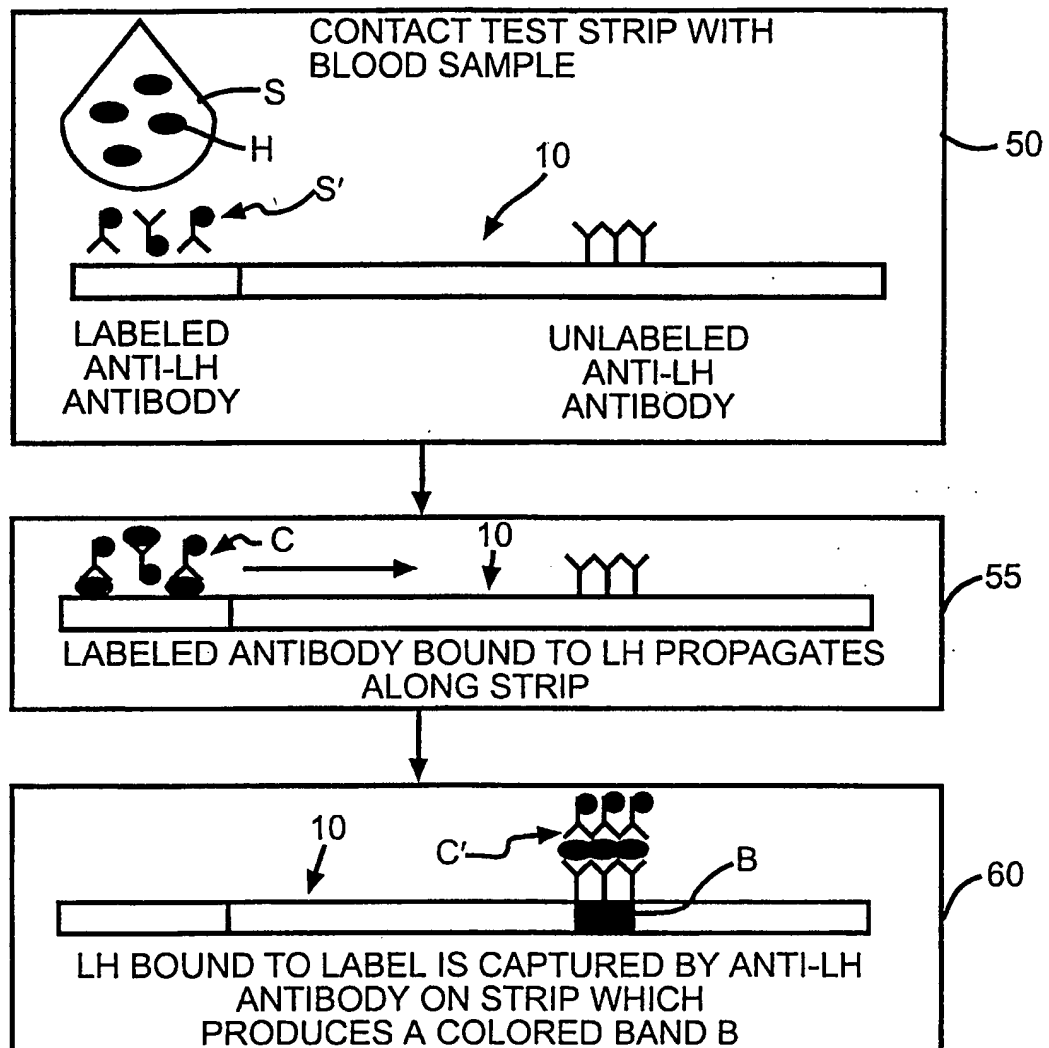 CONTACT TEST STRIP WITH
BLOOD SAMPLE
S
H
S'
10
50
LABELED
ANTI-LH
ANTIBODY
UNLABELED
ANTI-LH
ANTIBODY
C
10
55
LABELED ANTIBODY BOUND TO LH PROPAGATES
ALONG STRIP
10
C'
B
60
LH BOUND TO LABEL IS CAPTURED BY ANTI-LH
ANTIBODY ON STRIP WHICH
PRODUCES A COLORED BAND B